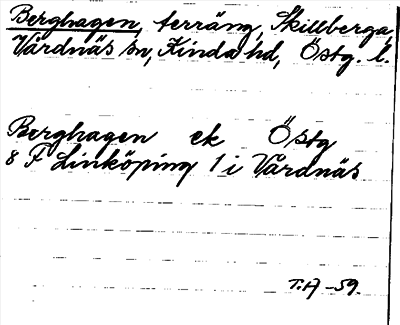 Berghagen, terräng, Skillberga,
Vårdnäs sn, Kinda hd, Östg. l.
Berghagen ek Östg
8 F Linköping 1 i Vårdnäs
T.A -59.